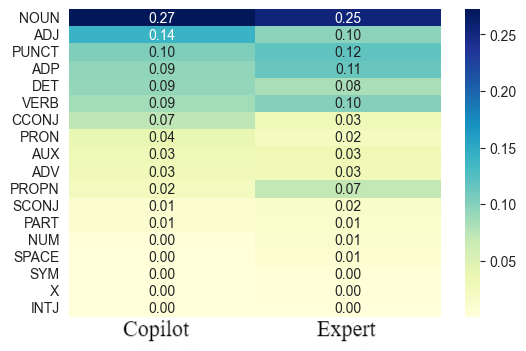 NOUN 0.27 0.25
ADJ 0.14 0.10
PUNCT 0.10 0.12
ADP 0.09 0.11
DET 0.09 0.08
VERB 0.09 0.10
CCONJ 0.07 0.03
PRON 0.04 0.02
AUX 0.03 0.03
ADV 0.03 0.03
PROPN 0.02 0.07
SCONJ 0.01 0.02
PART 0.01 0.01
NUM 0.00 0.01
SPACE 0.00 0.01
SYM 0.00 0.00
X 0.00 0.00
INTJ 0.00 0.00
Copilot Expert
0.25
0.20
0.15
0.10
0.05